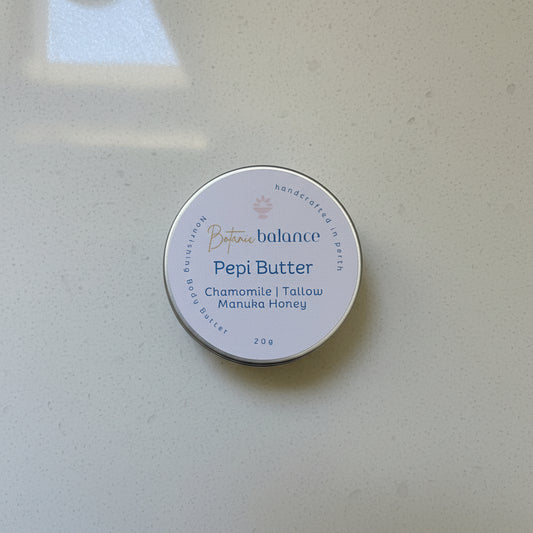 handcrafted in perth
Botanic balance
Pepi Butter
Chamomile | Tallow
Manuka Honey
Nourishing Body Butter
20g